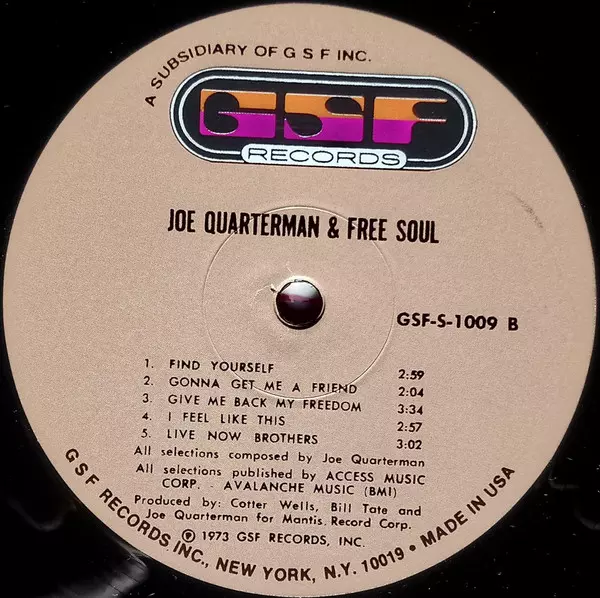 A SUBSIDIARY OF G S F INC.
GSF
RECORDS
JOE QUARTERMAN & FREE SOUL
GSF-S-1009 B
1. FIND YOURSELF 2:59
2. GONNA GET ME A FRIEND 2:04
3. GIVE ME BACK MY FREEDOM 3:34
4. I FEEL LIKE THIS 2:57
5. LIVE NOW BROTHERS 3:02
All selections composed by Joe Quarterman
All selections published by ACCESS MUSIC
CORP. - AVALANCHE MUSIC (BMI)
Produced by: Cotter Wells, Bill Tate and
Joe Quarterman for Mantis Record Corp.
℗ 1973 GSF RECORDS, INC.
GSF RECORDS INC., NEW YORK, N.Y. 10019 • MADE IN USA